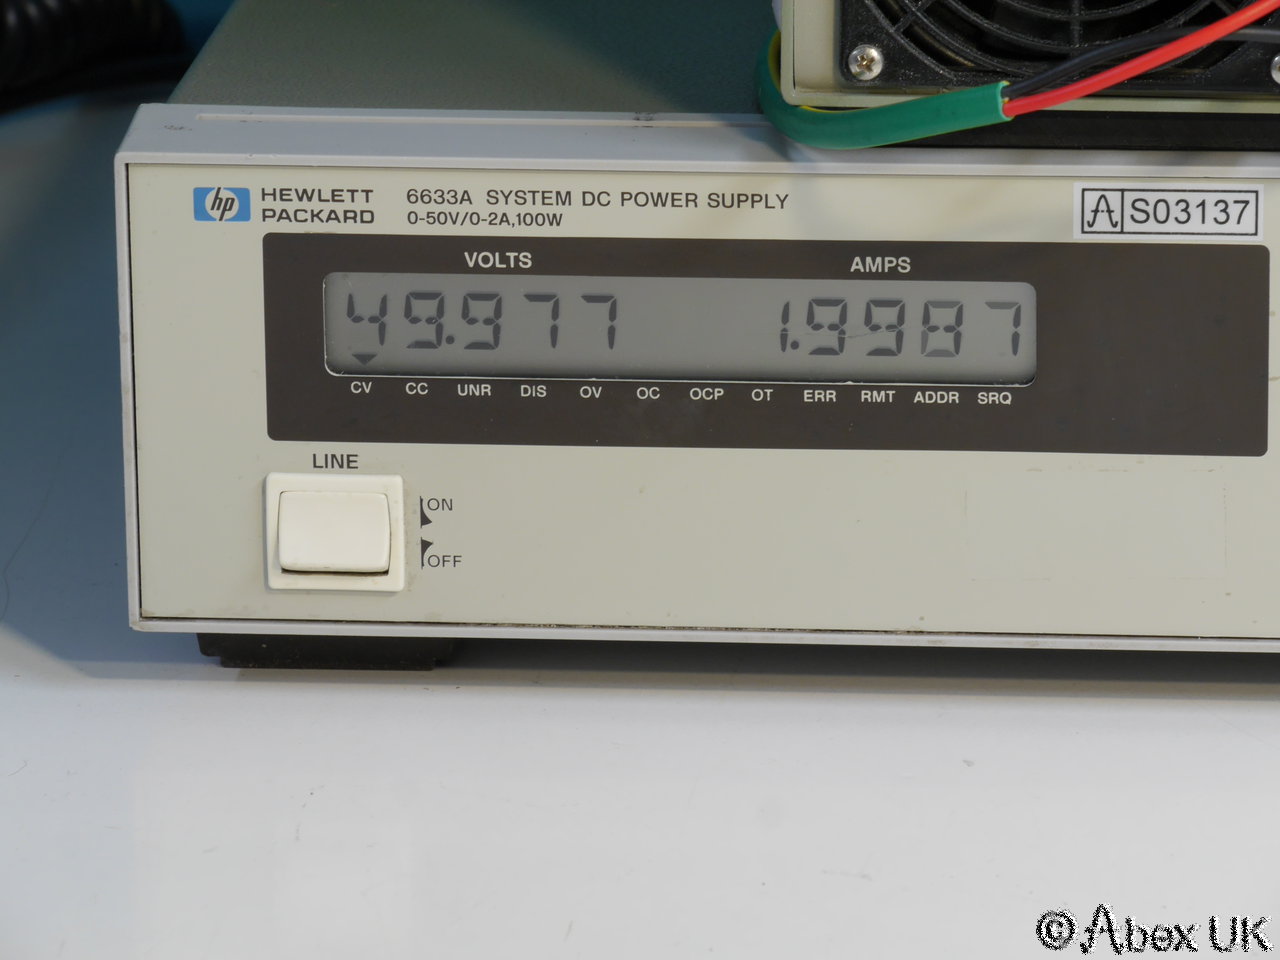 hp HEWLETT PACKARD 6633A SYSTEM DC POWER SUPPLY
0-50V/0-2A,100W
A S03137
VOLTS AMPS
49.977 1.9987
CV CC UNR DIS OV OC OCP OT ERR RMT ADDR SRQ
LINE
ON
OFF
© Abex UK